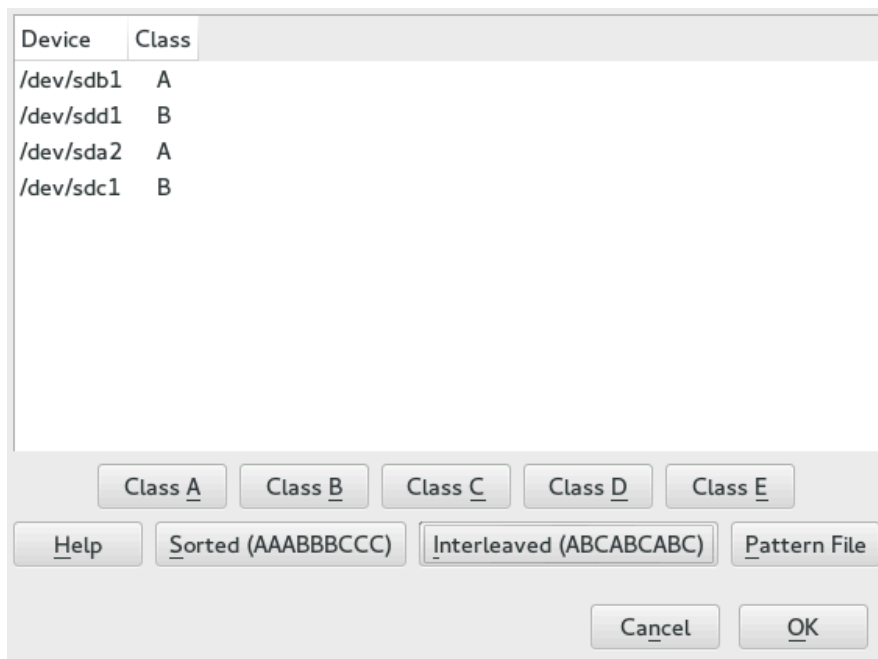 Device Class
/dev/sdb1 A
/dev/sdd1 B
/dev/sda2 A
/dev/sdc1 B
Class A Class B Class C Class D Class E
Help Sorted (AAABBBCCC) Interleaved (ABCABCABC) Pattern File
Cancel OK